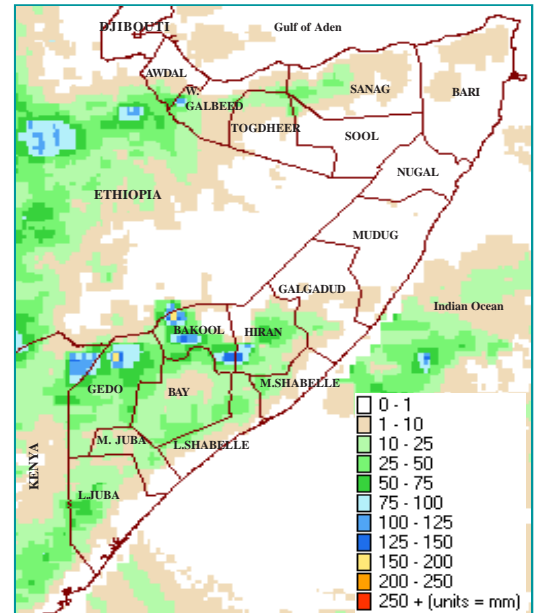 DJIBOUTI
Gulf of Aden
AWDAL
W.
GALBEED
SANAG
BARI
TOGDHEER
SOOL
NUGAL
ETHIOPIA
MUDUG
GALGADUD
Indian Ocean
BAKOOL
HIRAN
GEDO
BAY
M.SHABELLE
M. JUBA
L.SHABELLE
KENYA
L.JUBA
0 - 1
1 - 10
10 - 25
25 - 50
50 - 75
75 - 100
100 - 125
125 - 150
150 - 200
200 - 250
250 + (units = mm)